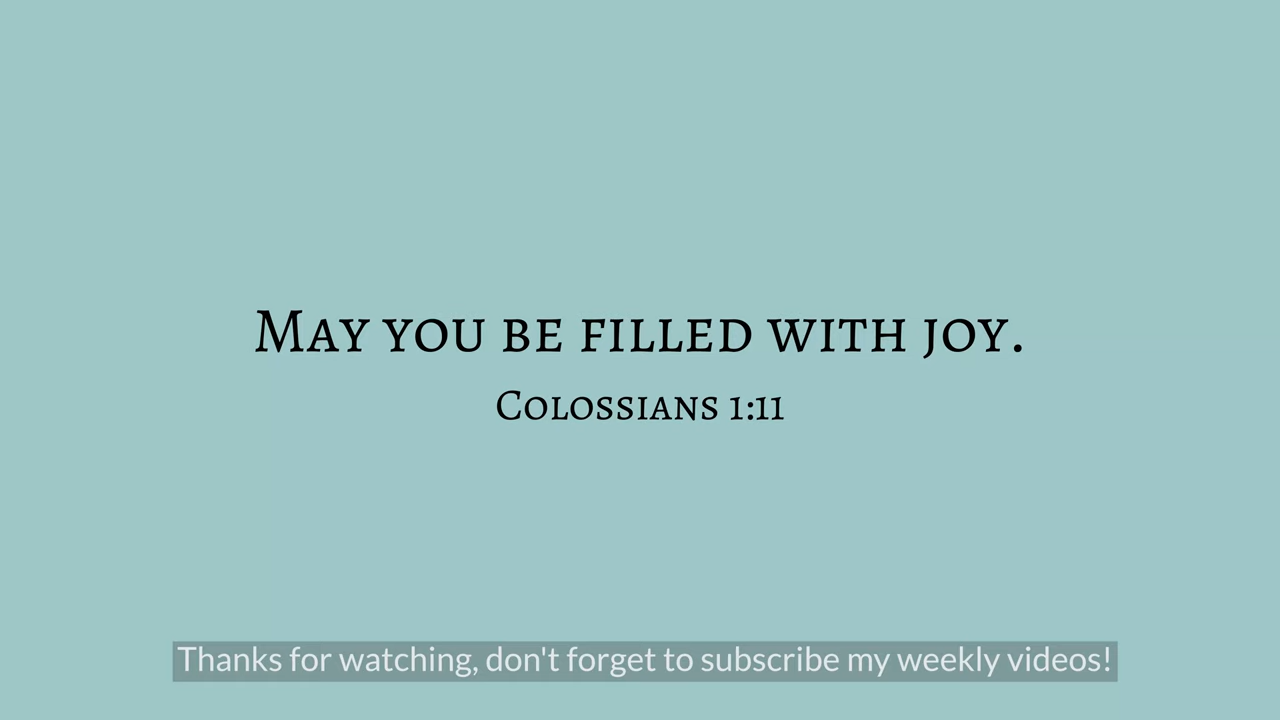 May you be filled with joy.
Colossians 1:11
Thanks for watching, don't forget to subscribe my weekly videos!